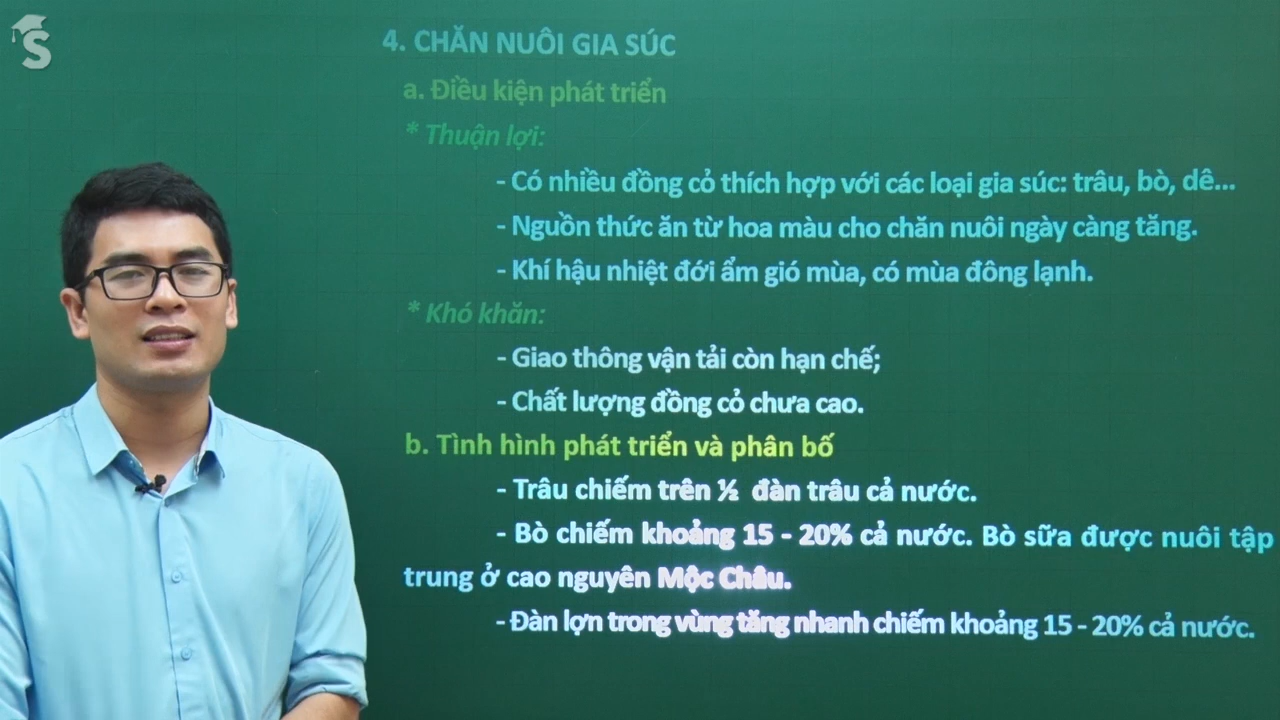 S
4. CHĂN NUÔI GIA SÚC
a. Điều kiện phát triển
* Thuận lợi:
- Có nhiều đồng cỏ thích hợp với các loại gia súc: trâu, bò, dê...
- Nguồn thức ăn từ hoa màu cho chăn nuôi ngày càng tăng.
- Khí hậu nhiệt đới ẩm gió mùa, có mùa đông lạnh.
* Khó khăn:
- Giao thông vận tải còn hạn chế;
- Chất lượng đồng cỏ chưa cao.
b. Tình hình phát triển và phân bố
- Trâu chiếm trên ½ đàn trâu cả nước.
- Bò chiếm khoảng 15 - 20% cả nước. Bò sữa được nuôi tập
trung ở cao nguyên Mộc Châu.
- Đàn lợn trong vùng tăng nhanh chiếm khoảng 15 - 20% cả nước.